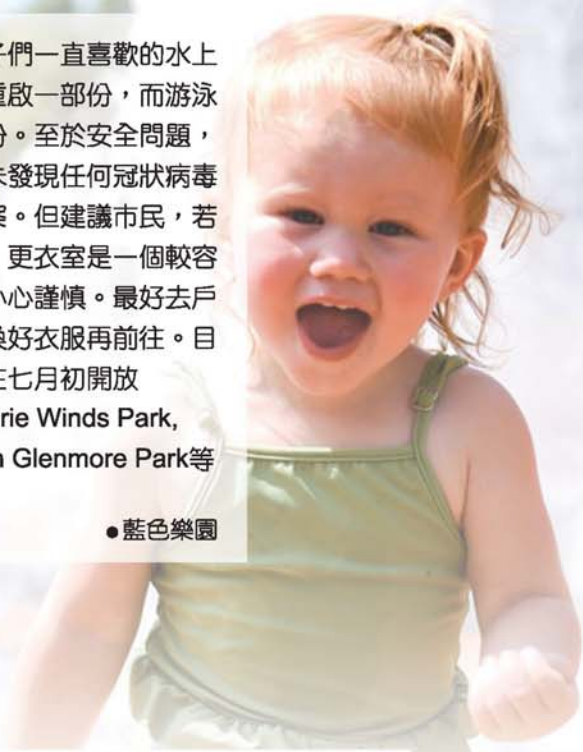 子們一直喜歡的水上
重啟一部份，而游泳
份。至於安全問題，
未發現任何冠狀病毒
案。但建議市民，若
更衣室是一個較容
小心謹慎。最好去戶
換好衣服再前往。目
在七月初開放
rie Winds Park,
Glenmore Park等
●藍色樂園